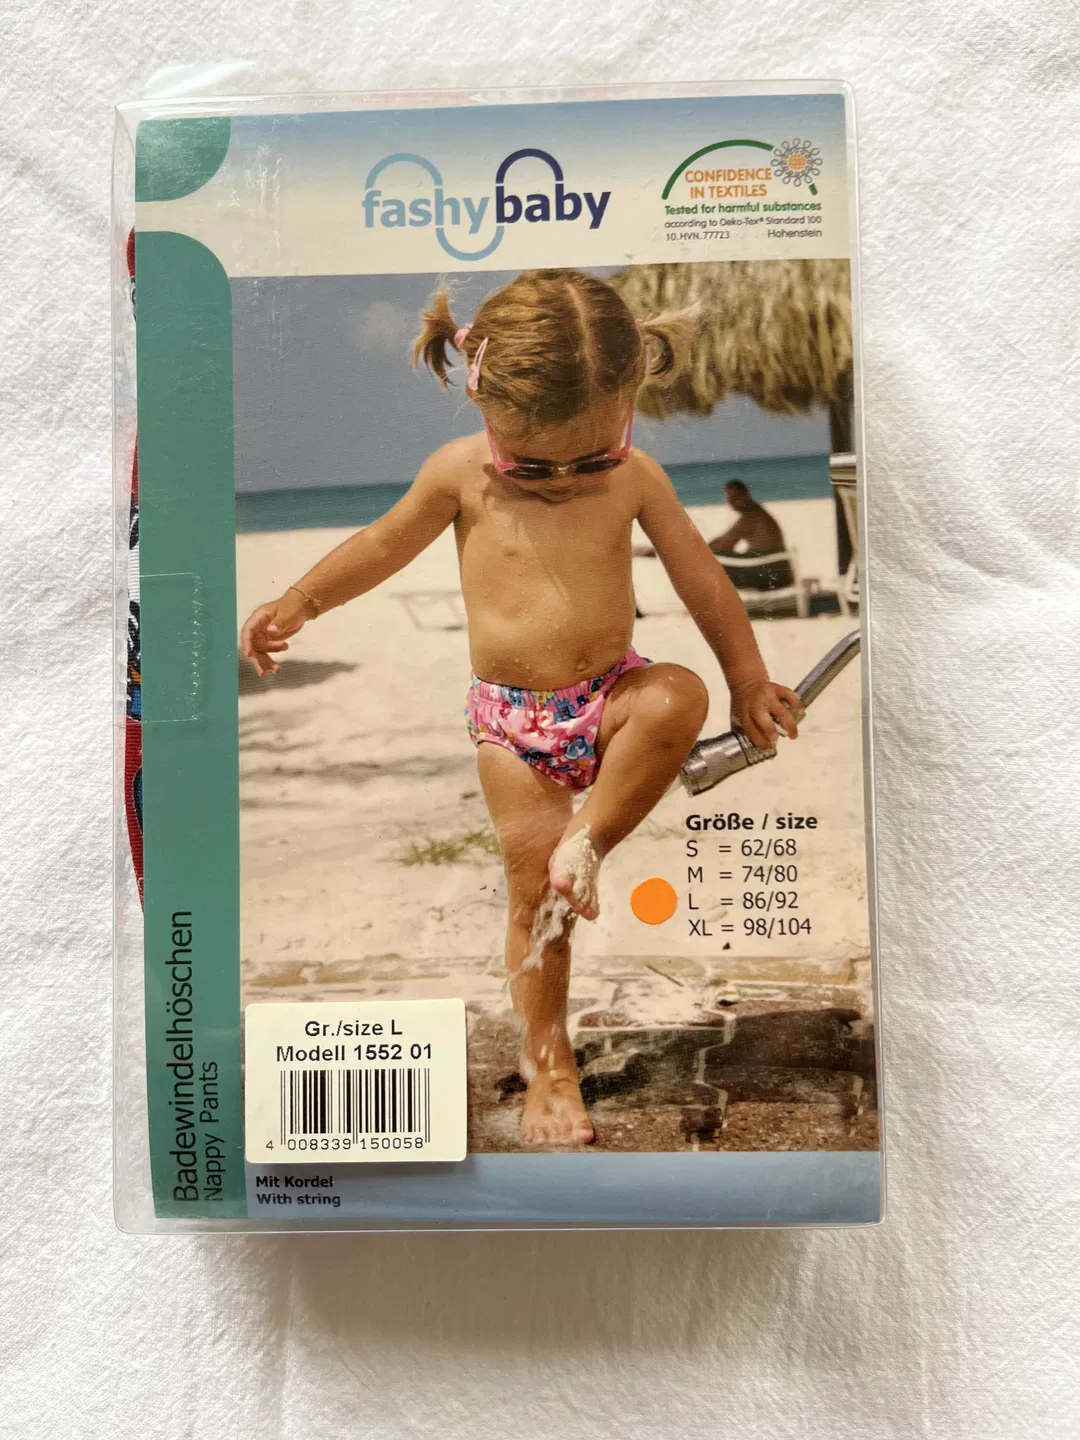 fashy baby
CONFIDENCE
IN TEXTILES
Tested for harmful substances
according to Oeko-Tex® Standard 100
10.HVN.77723 Hohenstein
Größe / size
S = 62/68
M = 74/80
L = 86/92
XL = 98/104
Badewindelhöschen
Nappy Pants
Gr./size L
Modell 1552 01
4 008339 150058
Mit Kordel
With string